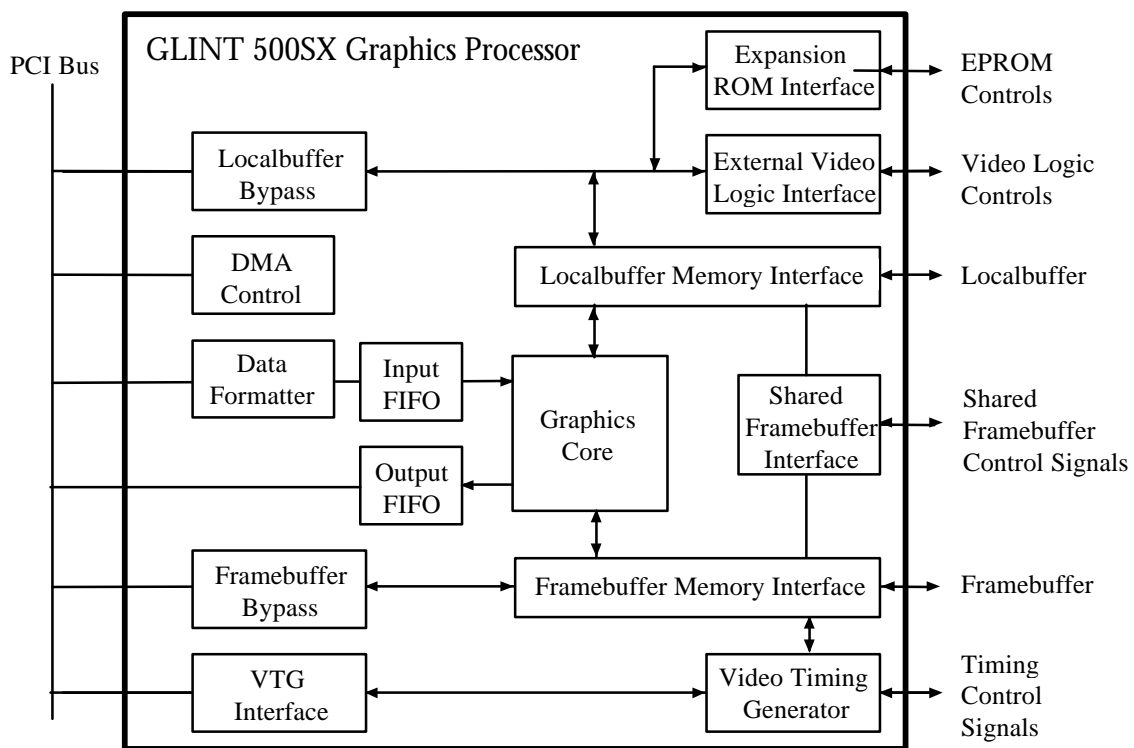 GLINT 500SX Graphics Processor
PCI Bus
Expansion
ROM Interface
EPROM
Controls
Localbuffer
Bypass
External Video
Logic Interface
Video Logic
Controls
DMA
Control
Localbuffer Memory Interface
Localbuffer
Data
Formatter
Input
FIFO
Graphics
Core
Shared
Framebuffer
Interface
Shared
Framebuffer
Control Signals
Output
FIFO
Framebuffer
Bypass
Framebuffer Memory Interface
Framebuffer
VTG
Interface
Video Timing
Generator
Timing
Control
Signals